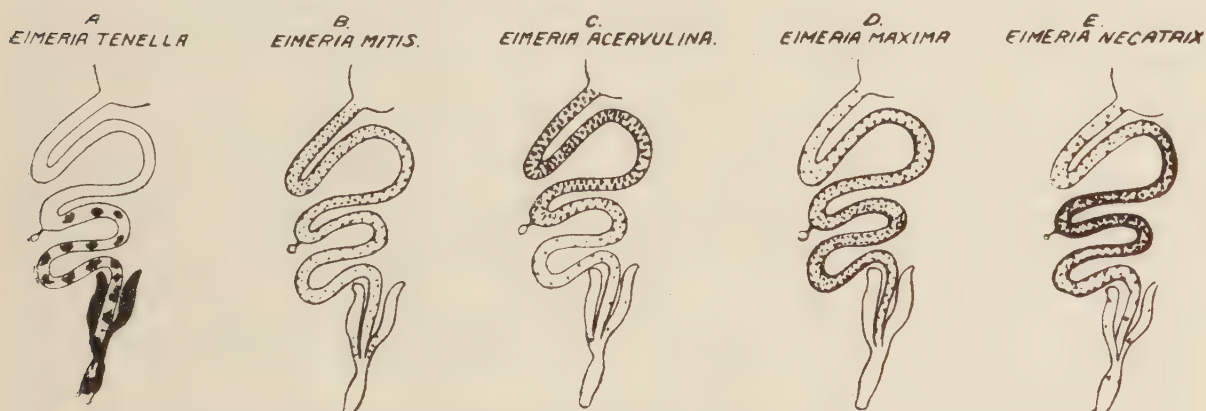 A
EIMERIA TENELLA
B.
EIMERIA MITIS.
C.
EIMERIA ACERVULINA.
D.
EIMERIA MAXIMA
E.
EIMERIA NECATRIX